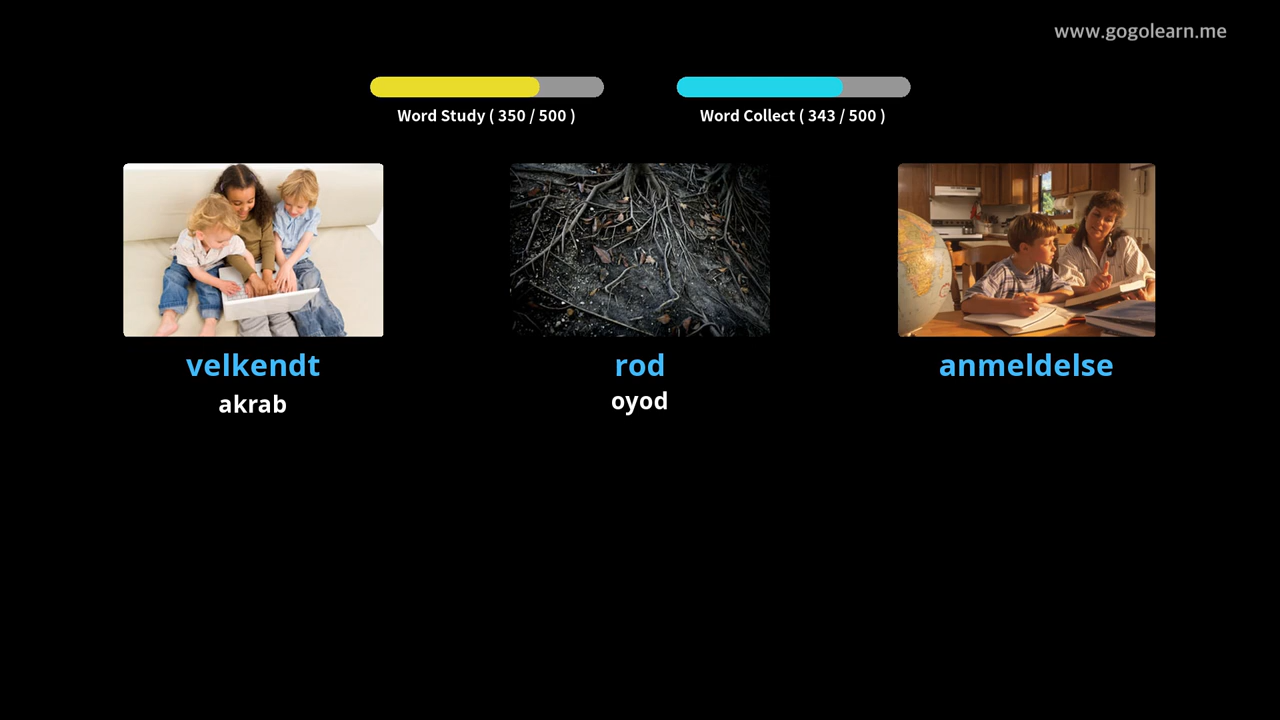 www.gogolearn.me
Word Study ( 350 / 500 )
Word Collect ( 343 / 500 )
velkendt
akrab
rod
oyod
anmeldelse